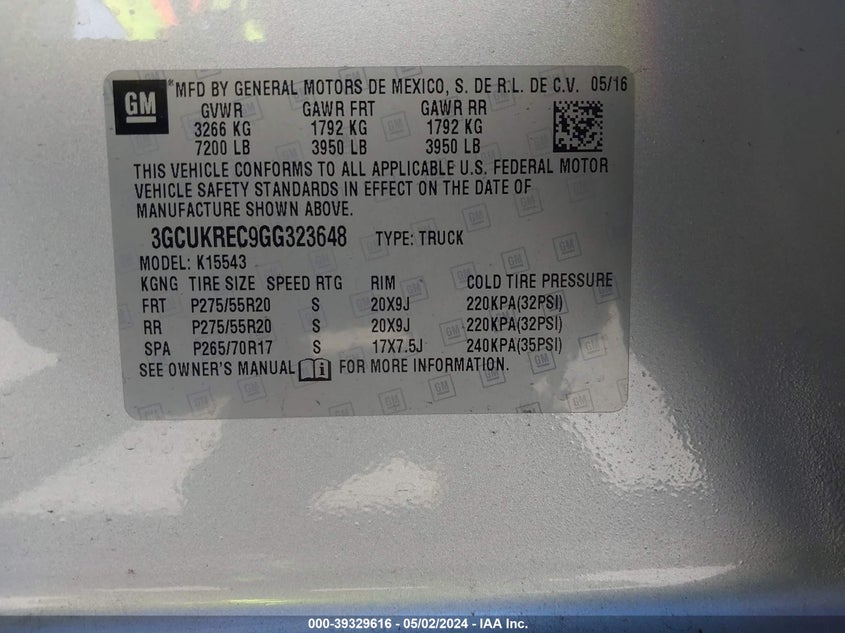 GM
*MFD BY GENERAL MOTORS DE MEXICO, S. DE R.L. DE C.V. 05/16
GVWR GAWR FRT GAWR RR
3266 KG 1792 KG 1792 KG
7200 LB 3950 LB 3950 LB
THIS VEHICLE CONFORMS TO ALL APPLICABLE U.S. FEDERAL MOTOR
VEHICLE SAFETY STANDARDS IN EFFECT ON THE DATE OF
MANUFACTURE SHOWN ABOVE.
3GCUKREC9GG323648 TYPE: TRUCK
MODEL: K15543
KGNG TIRE SIZE SPEED RTG RIM COLD TIRE PRESSURE
FRT P275/55R20 S 20X9J 220KPA(32PSI)
RR P275/55R20 S 20X9J 220KPA(32PSI)
SPA P265/70R17 S 17X7.5J 240KPA(35PSI)
SEE OWNER'S MANUAL FOR MORE INFORMATION.
000-39329616 - 05/02/2024 - IAA Inc.